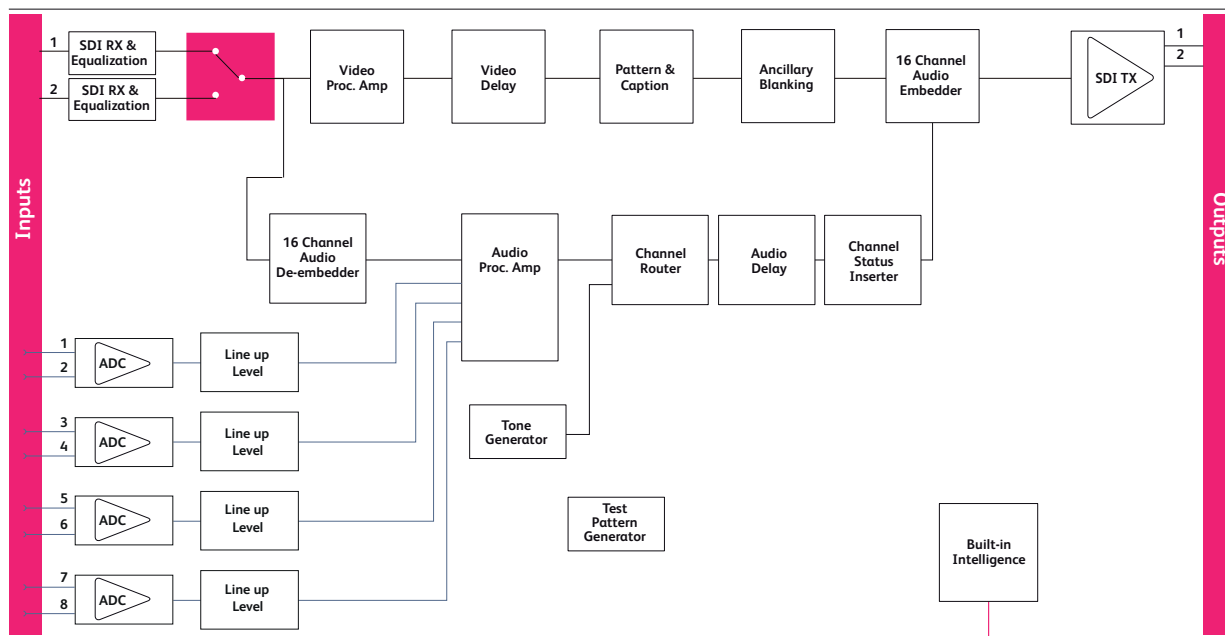 Inputs
1
SDI RX &
Equalization
2
SDI RX &
Equalization
Video
Proc. Amp
Video
Delay
Pattern &
Caption
Ancillary
Blanking
16 Channel
Audio
Embedder
SDI TX
1
2
Outputs
16 Channel
Audio
De-embedder
Audio
Proc. Amp
Channel
Router
Audio
Delay
Channel
Status
Inserter
1
2
ADC
Line up
Level
3
4
ADC
Line up
Level
Tone
Generator
5
6
ADC
Line up
Level
Test
Pattern
Generator
Built-in
Intelligence
7
8
ADC
Line up
Level